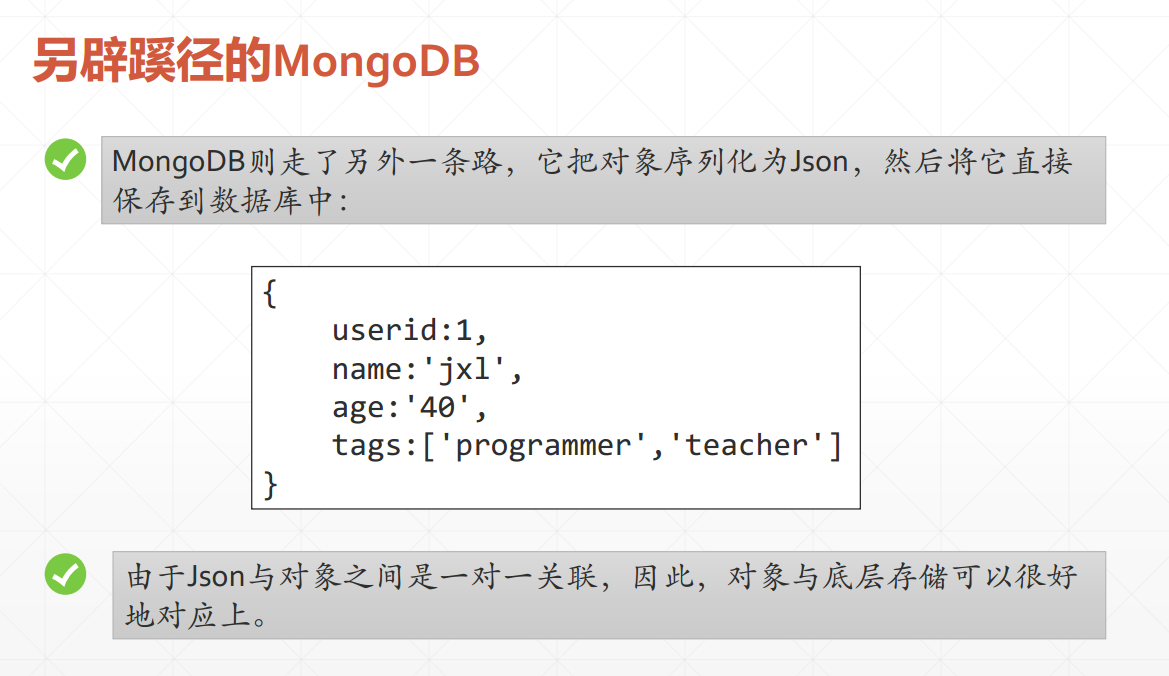 另辟蹊径的MongoDB
MongoDB则走了另外一条路，它把对象序列化为Json，然后将它直接
保存到数据库中：
{
    userid:1,
    name:'jxl',
    age:'40',
    tags:['programmer','teacher']
}
由于Json与对象之间是一对一关联，因此，对象与底层存储可以很好
地对应上。